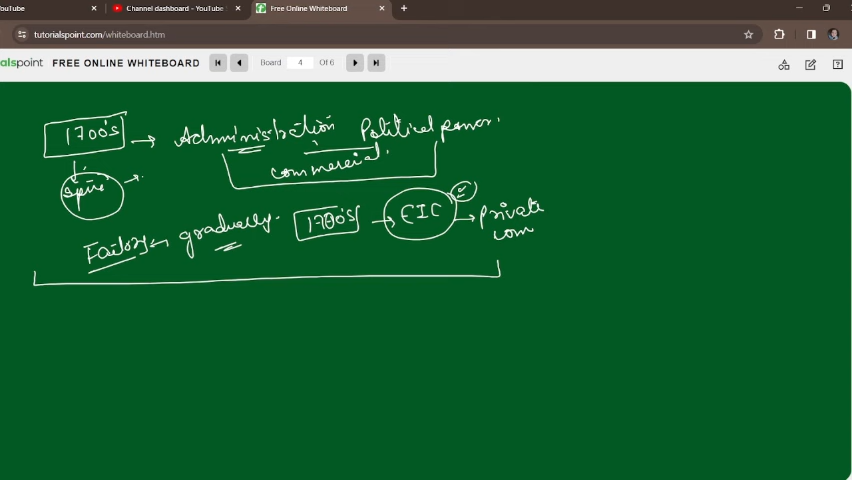 YouTube
Channel dashboard - YouTube
Free Online Whiteboard
tutorialspoint.com/whiteboard.htm
alspoint FREE ONLINE WHITEBOARD Board 4 Of 6
1700's → Administration Political power.
commercial.
Factory gradually. 1700's → EIC → Private
com